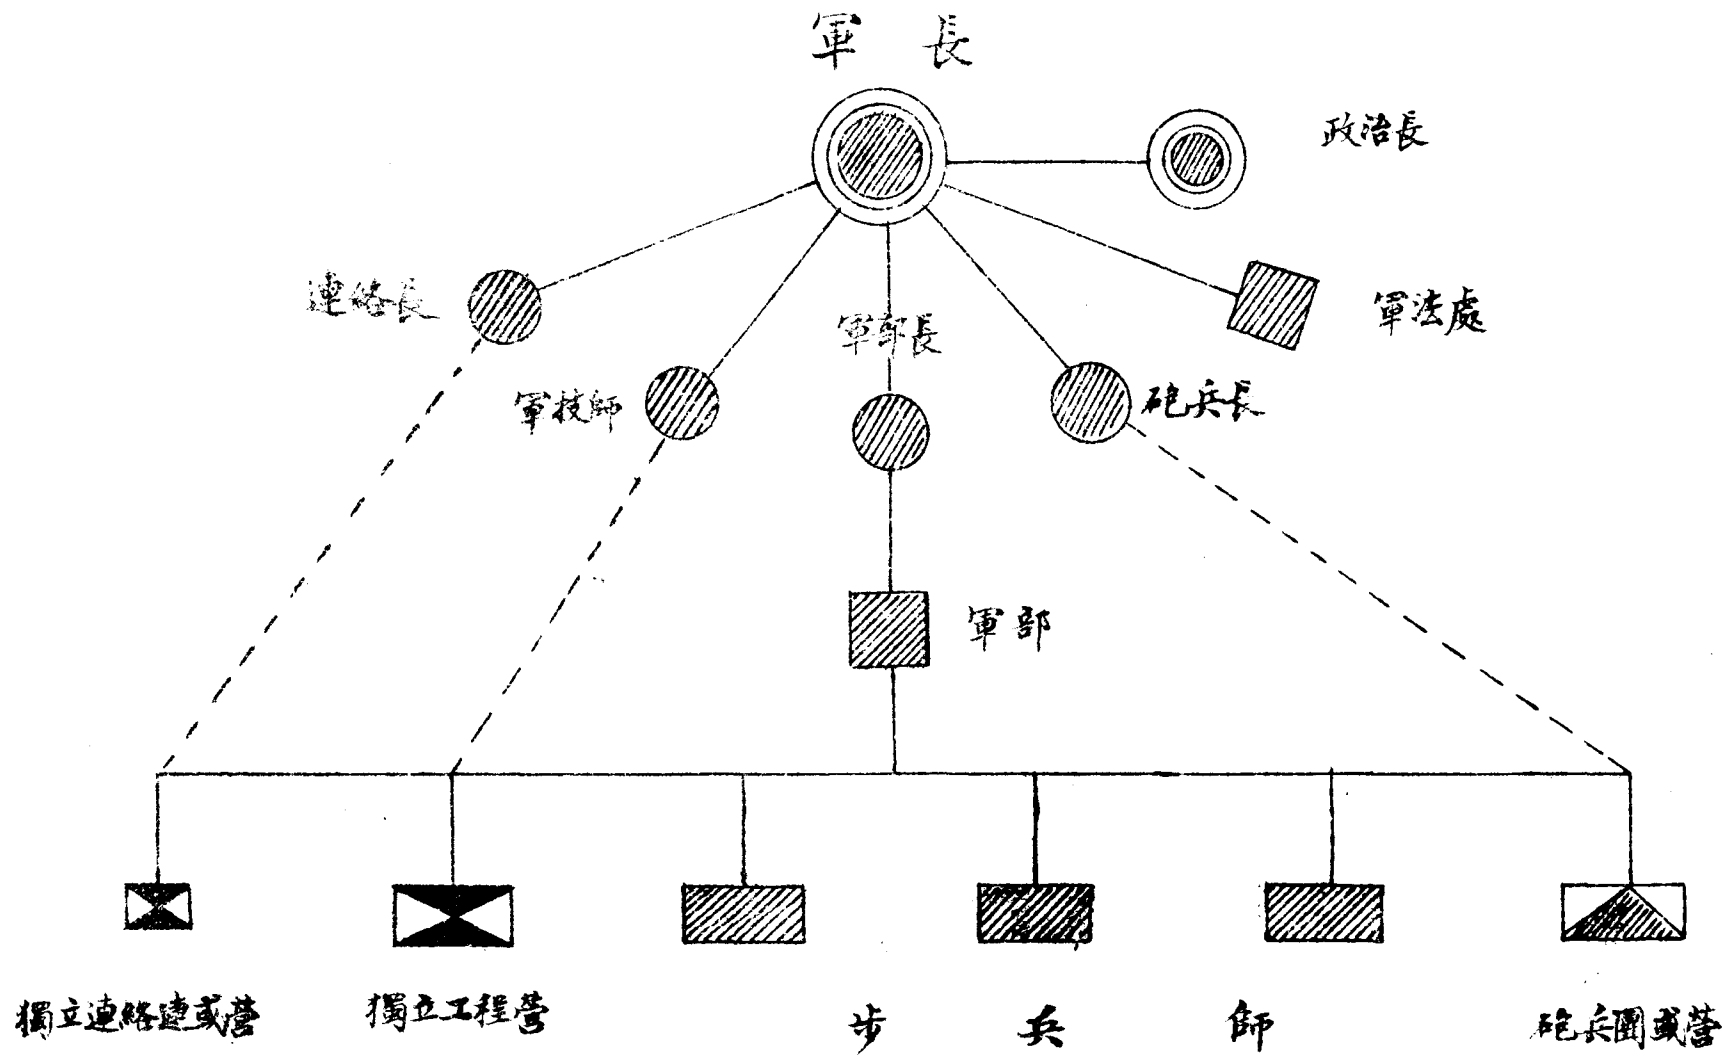 軍長
政治長
連絡長
軍法處
軍部長
軍技師
砲兵長
軍部
獨立連絡連或營
獨立工程營
步兵師
砲兵團或營